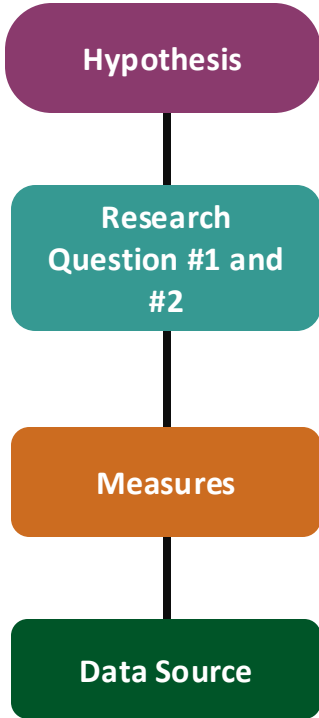 Hypothesis
Research
Question #1 and
#2
Measures
Data Source